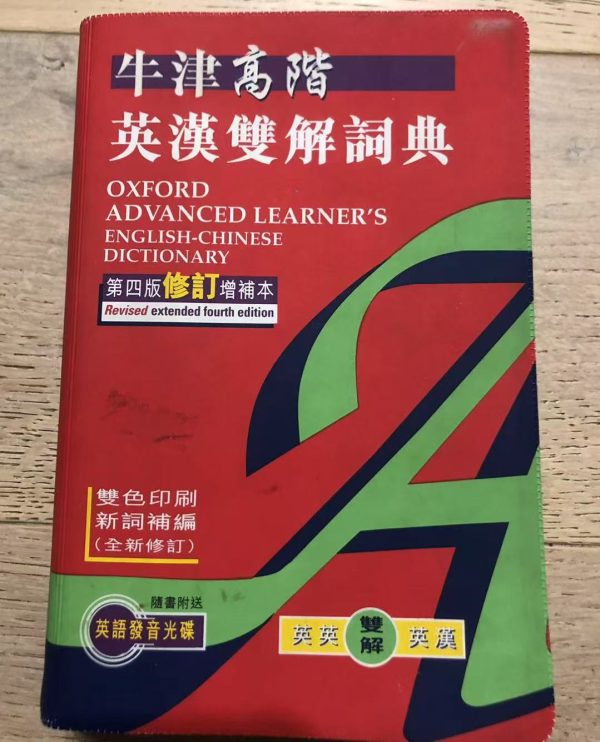 牛津高階
英漢雙解詞典
OXFORD
ADVANCED LEARNER'S
ENGLISH-CHINESE
DICTIONARY
第四版修訂增補本
Revised extended fourth edition
雙色印刷
新詞補編
(全新修訂)
隨書附送
英語發音光碟
英英 雙解 英漢